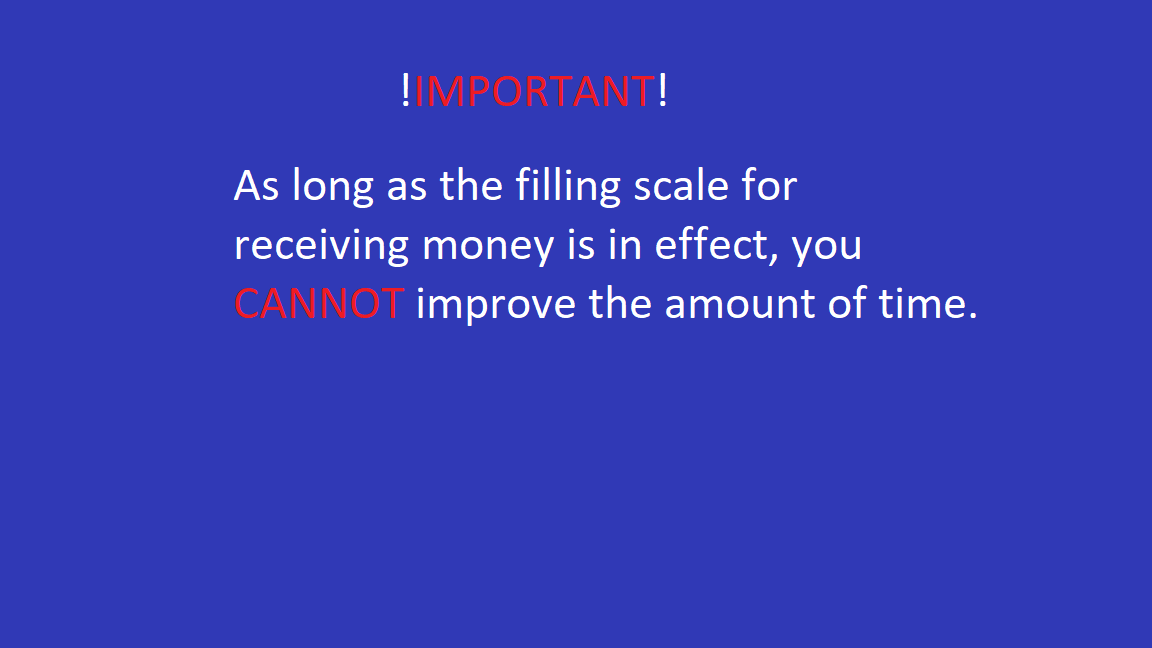 !IMPORTANT!
As long as the filling scale for
receiving money is in effect, you
CANNOT improve the amount of time.